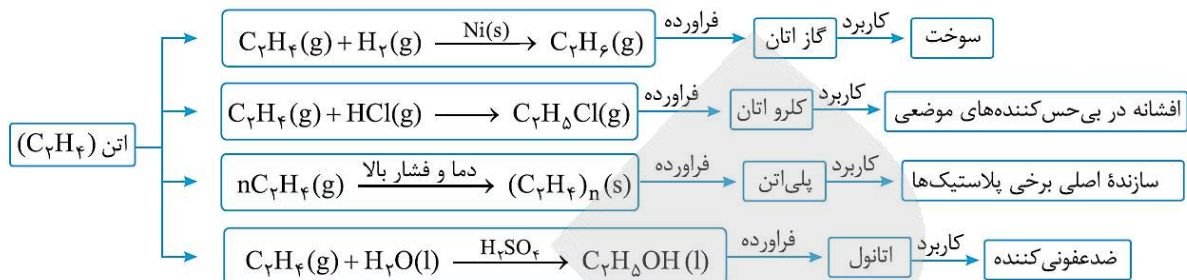 C₂H₄(g) + H₂(g) —Ni(s)→ C₂H₆(g) فراورده گاز اتان کاربرد سوخت
C₂H₄(g) + HCl(g) → C₂H₅Cl(g) فراورده کلرو اتان کاربرد افشانه در بی‌حس‌کننده‌های موضعی
اتن (C₂H₄)
nC₂H₄(g) —دما و فشار بالا→ (C₂H₄)ₙ(s) فراورده پلی‌اتن کاربرد سازندهٔ اصلی برخی پلاستیک‌ها
C₂H₄(g) + H₂O(l) —H₂SO₄→ C₂H₅OH(l) فراورده اتانول کاربرد ضدعفونی‌کننده